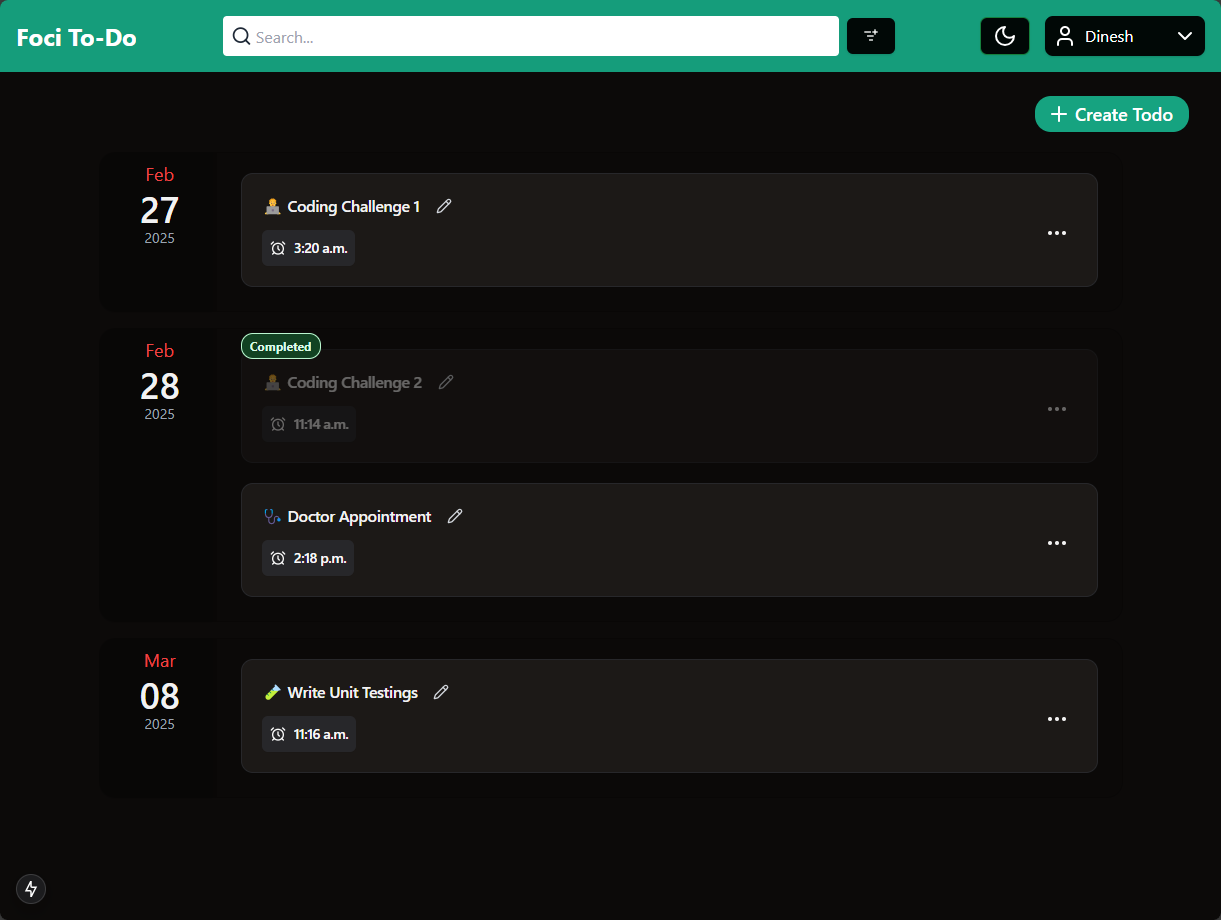 Foci To-Do
Search...
Dinesh
Create Todo
Feb
27
2025
Coding Challenge 1
3:20 a.m.
Feb
28
2025
Completed
Coding Challenge 2
11:14 a.m.
Doctor Appointment
2:18 p.m.
Mar
08
2025
Write Unit Testings
11:16 a.m.